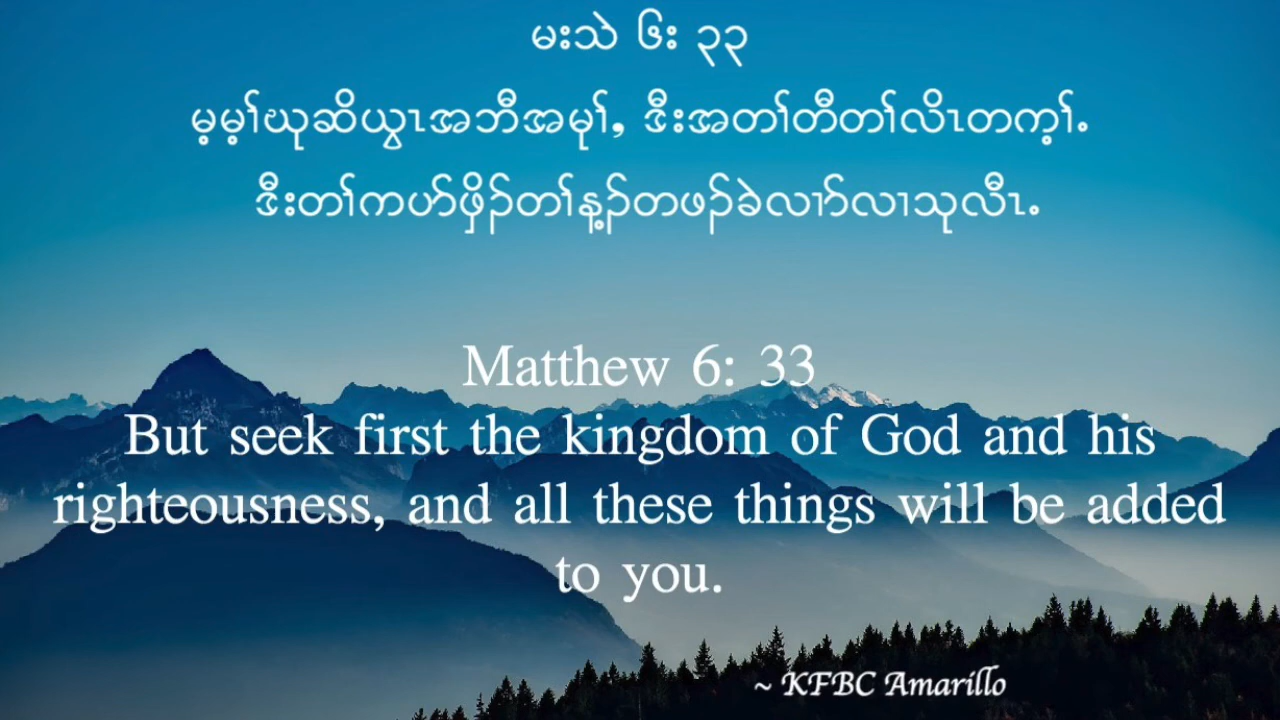 မးသဲ ၆း ၃၃
မ့မ့ၢ်ဃုဆိယွၤအဘီအမုၢ်, ဒီးအတၢ်တီတၢ်လိၤတက့ၢ်.
ဒီးတၢ်ကဟ်ဖှိၣ်တၢ်န့ၣ်တဖၣ်ခဲလၢာ်လၢသုလီၤ.
Matthew 6: 33
But seek first the kingdom of God and his
righteousness, and all these things will be added
to you.
~ KFBC Amarillo